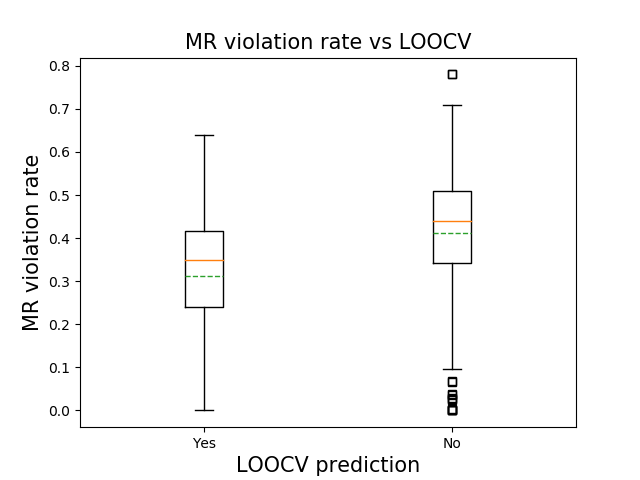 MR violation rate vs LOOCV
MR violation rate
0.8
0.7
0.6
0.5
0.4
0.3
0.2
0.1
0.0
Yes
No
LOOCV prediction